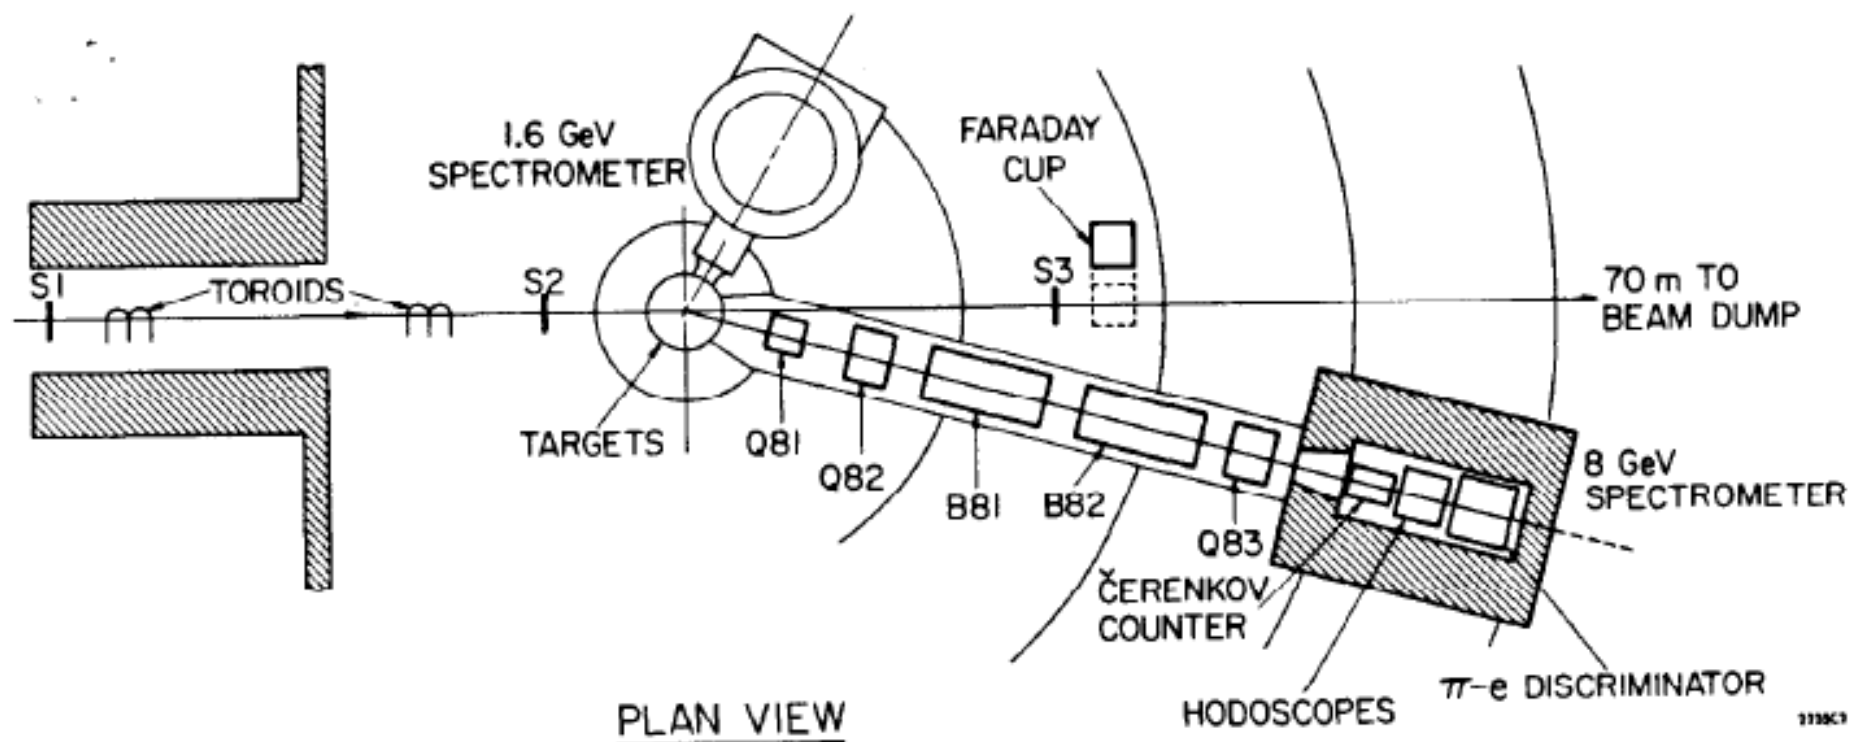 1.6 GeV
SPECTROMETER
FARADAY
CUP
S1
TOROIDS
S2
S3
70 m TO
BEAM DUMP
TARGETS
Q81
Q82
B81
B82
Q83
8 GeV
SPECTROMETER
ČERENKOV
COUNTER
HODOSCOPES
π-e DISCRIMINATOR
PLAN VIEW